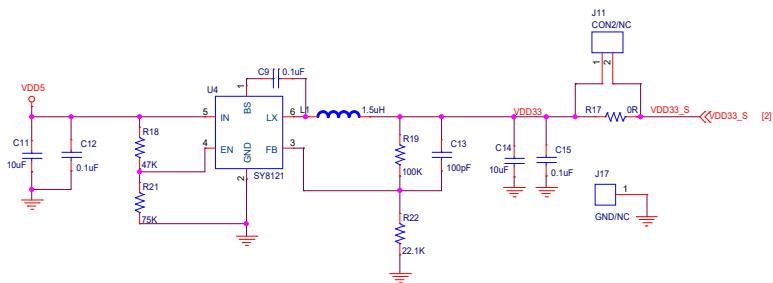 J11
CON2/NC
1
2
C9
0.1uF
U4
VDD5
1
BS
5
IN
LX
6
L1
1.5uH
VDD33
R17
0R
VDD33_S
VDD33_S
[2]
C11
10uF
C12
0.1uF
R18
47K
4
EN
GND
FB
3
R19
100K
C13
100pF
C14
10uF
C15
0.1uF
2
SY8121
R21
75K
J17
1
GND/NC
R22
22.1K